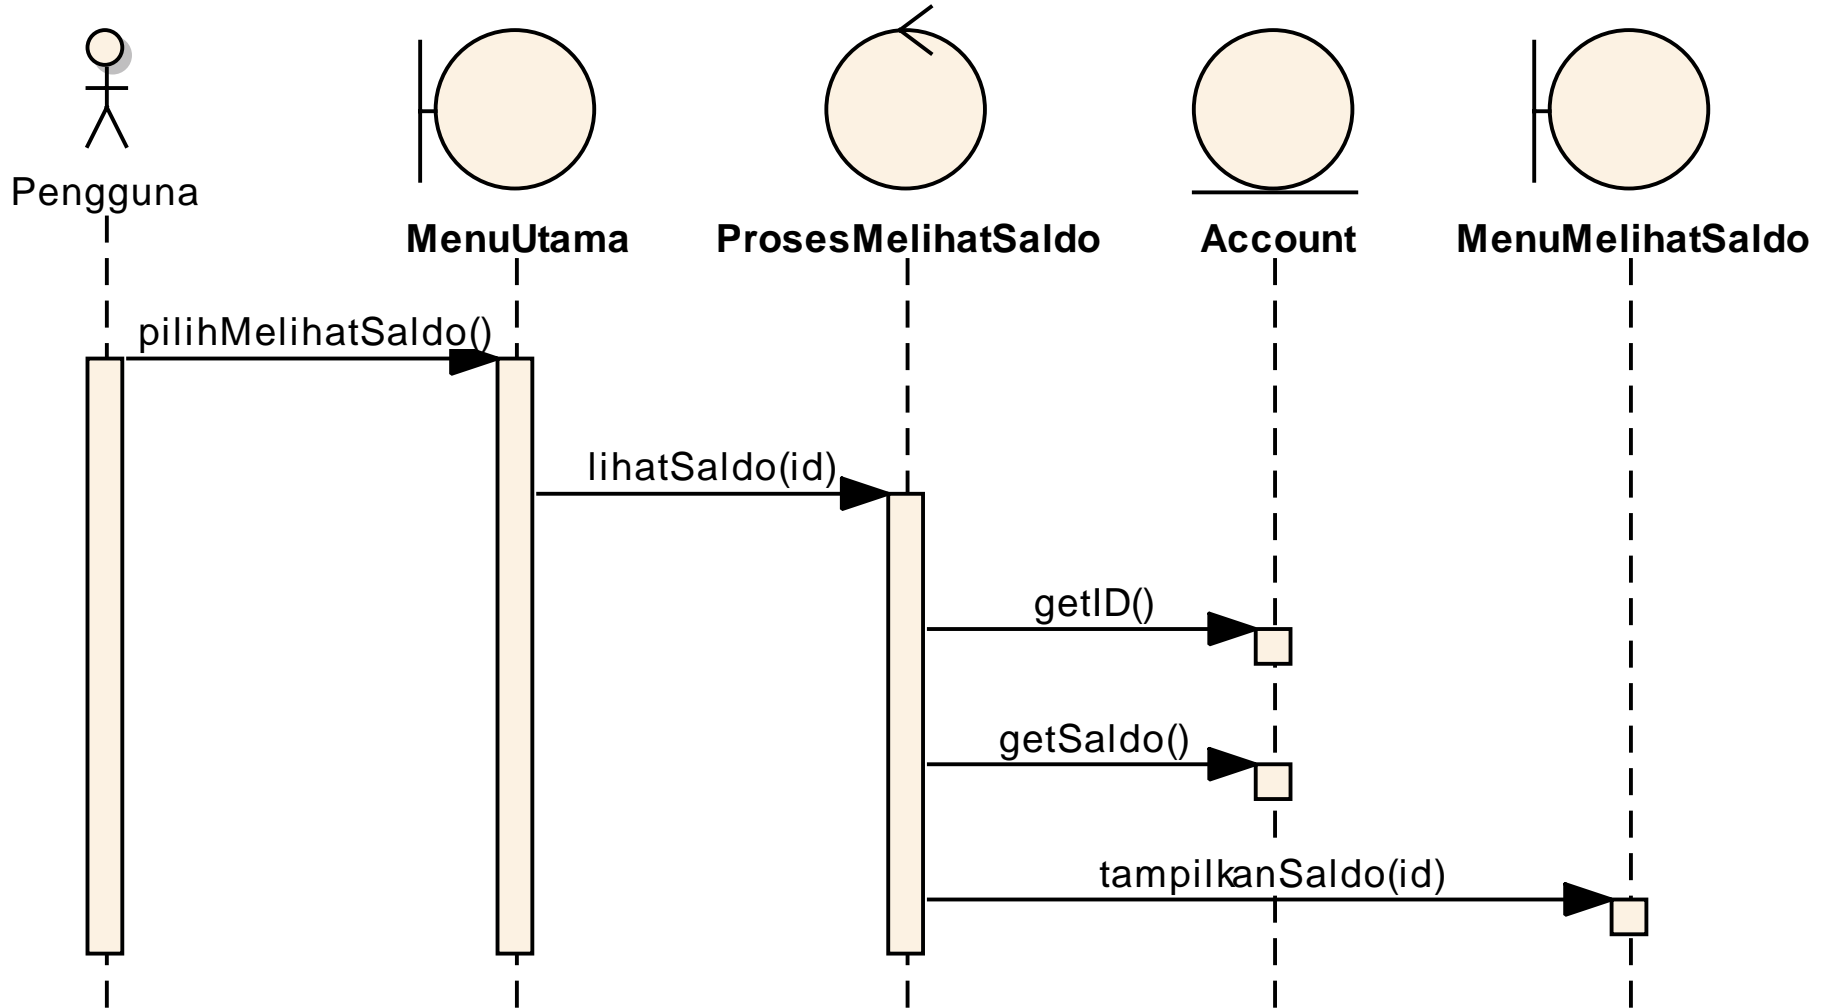 Pengguna
MenuUtama
ProsesMelihatSaldo
Account
MenuMelihatSaldo
pilihMelihatSaldo()
lihatSaldo(id)
getID()
getSaldo()
tampilkanSaldo(id)